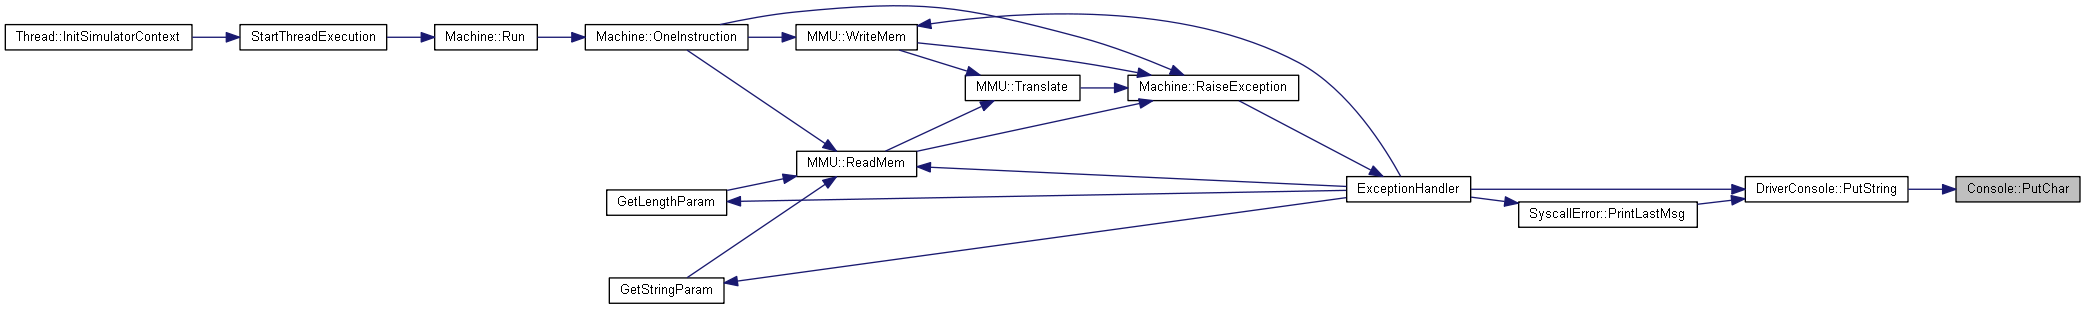 Thread::InitSimulatorContext
StartThreadExecution
Machine::Run
Machine::OneInstruction
MMU::WriteMem
MMU::Translate
Machine::RaiseException
MMU::ReadMem
GetLengthParam
ExceptionHandler
DriverConsole::PutString
Console::PutChar
SyscallError::PrintLastMsg
GetStringParam